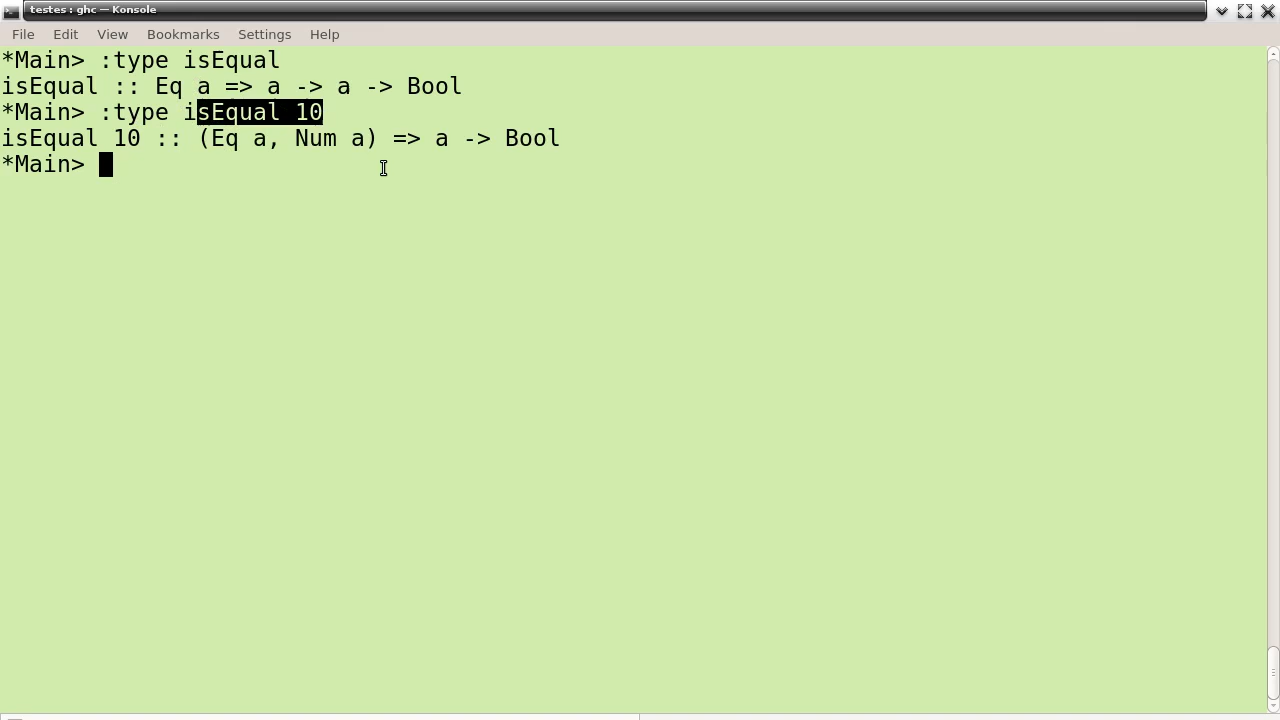 testes : ghc — Konsole
File Edit View Bookmarks Settings Help
*Main> :type isEqual
isEqual :: Eq a => a -> a -> Bool
*Main> :type isEqual 10
isEqual 10 :: (Eq a, Num a) => a -> Bool
*Main>